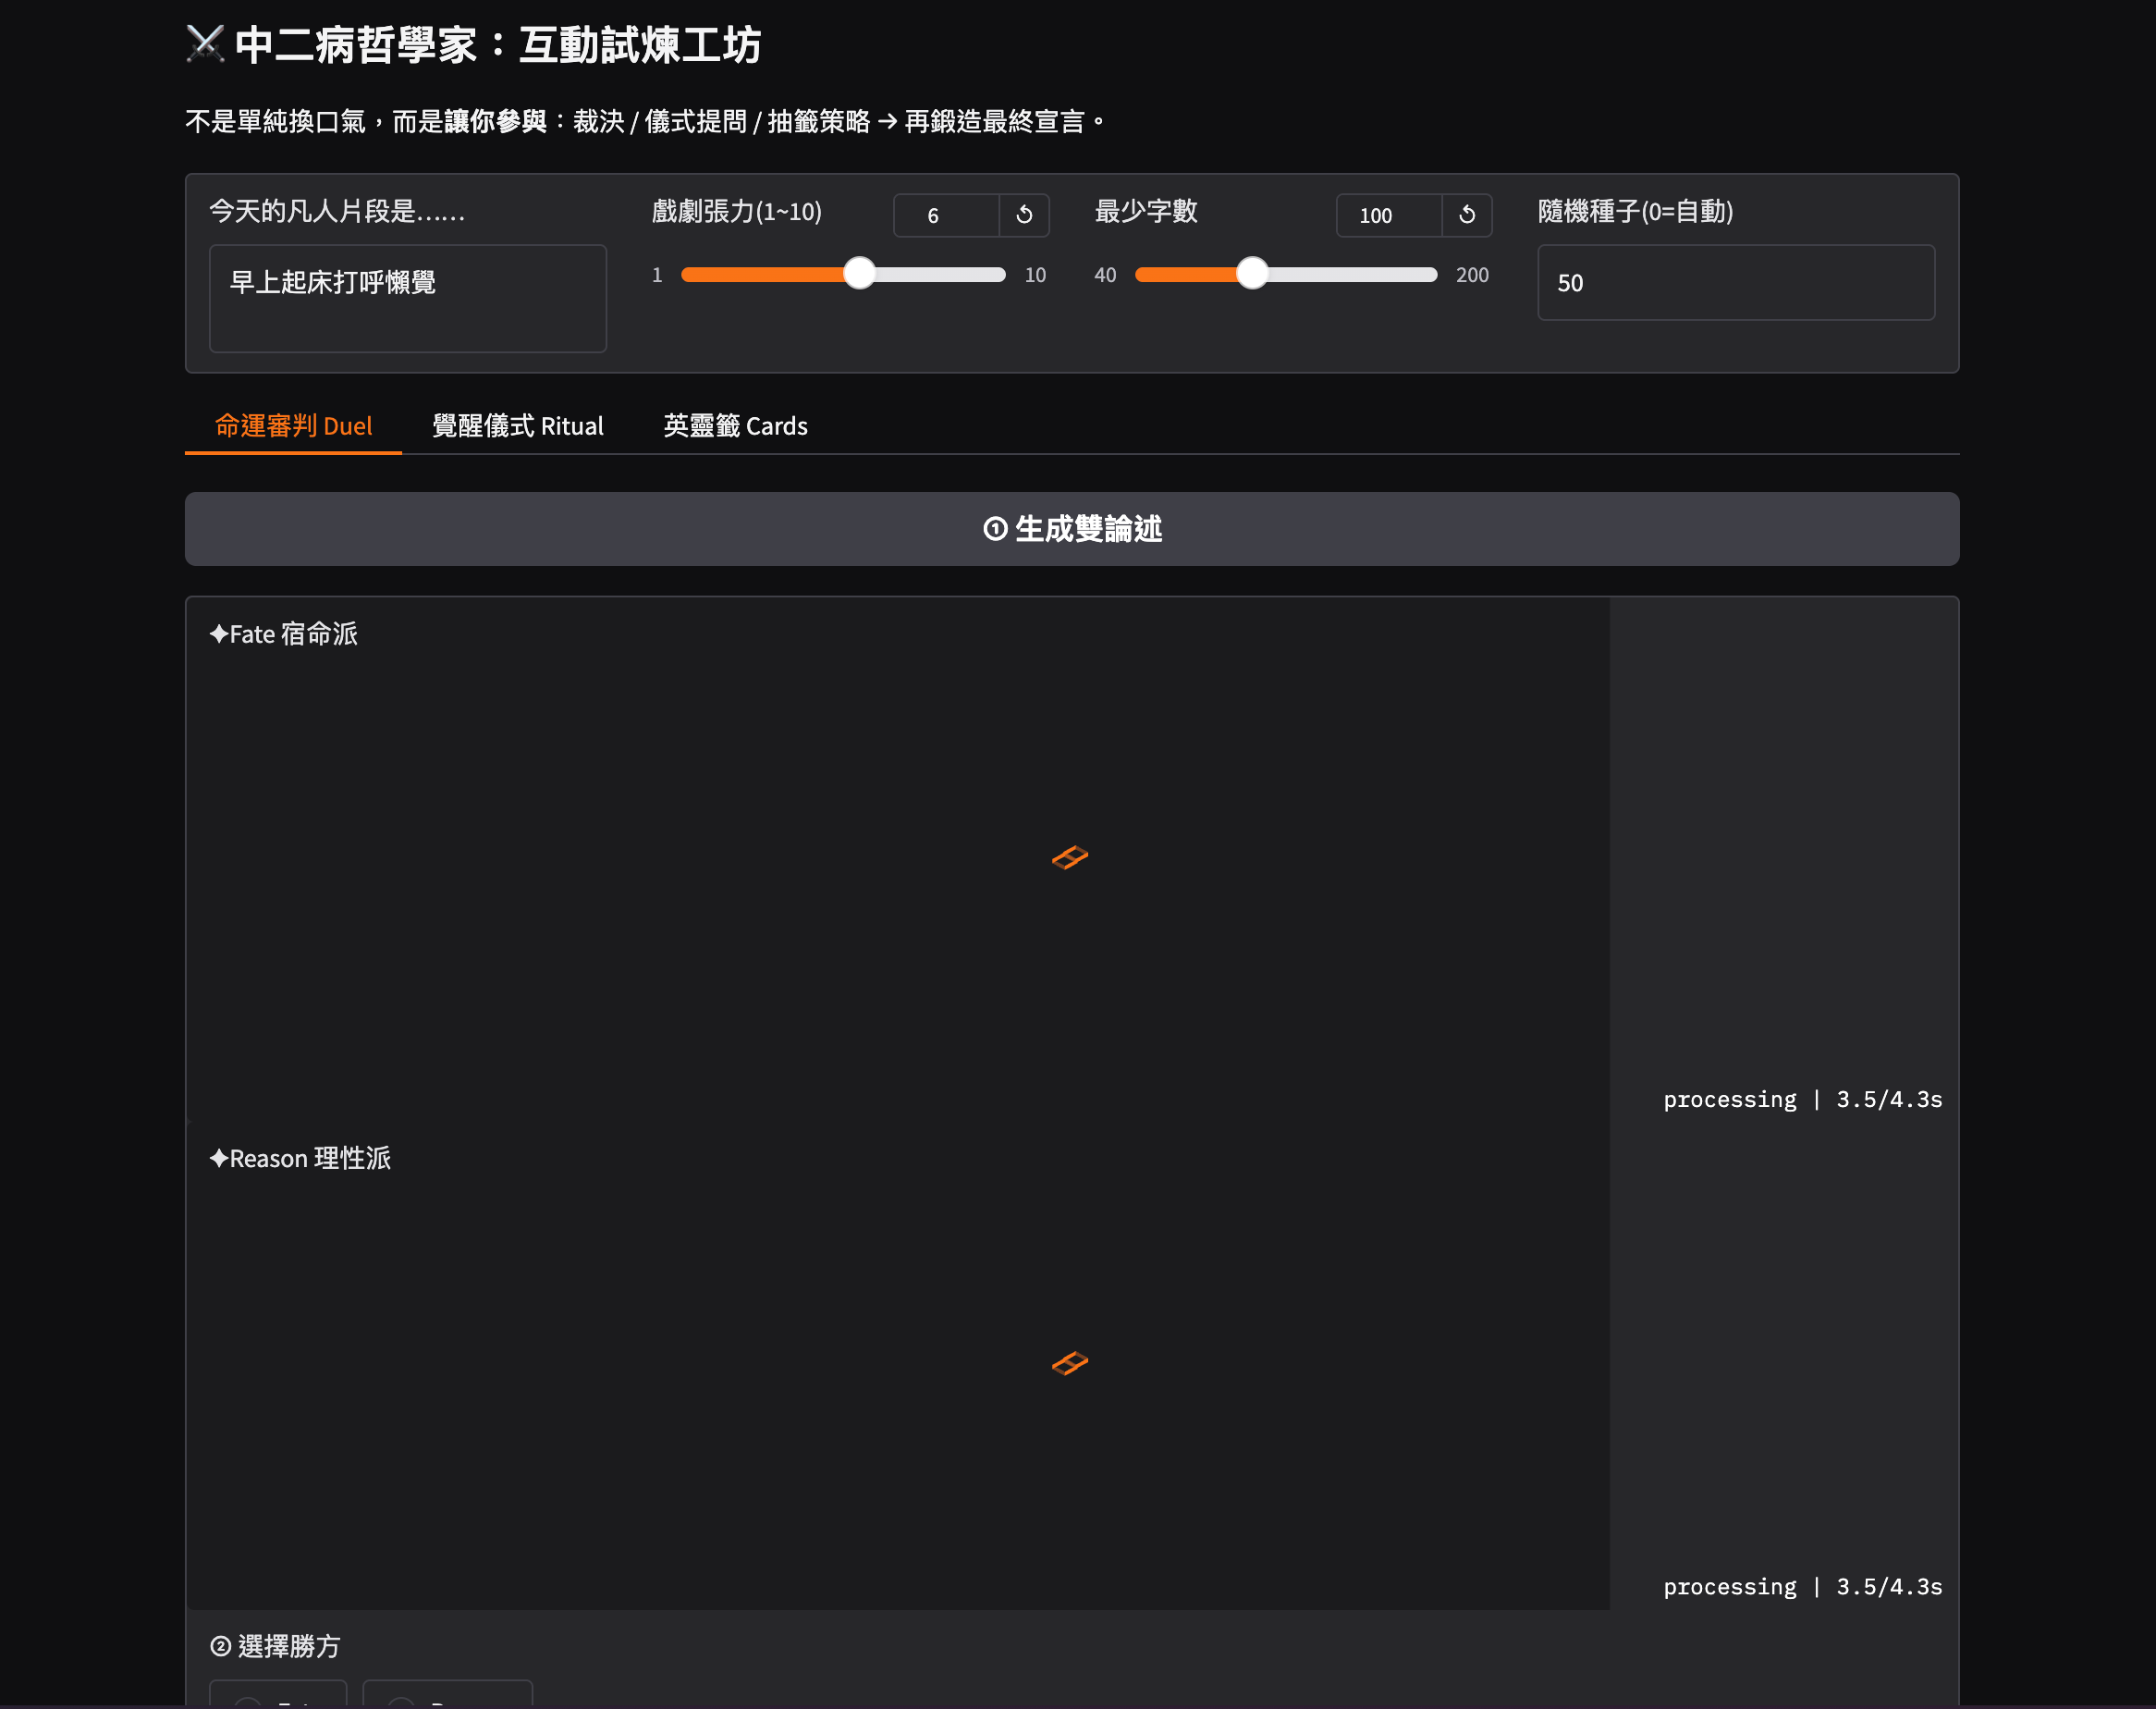 ⚔️ 中二病哲學家：互動試煉工坊
不是單純換口氣，而是讓你參與：裁決 / 儀式提問 / 抽籤策略 → 再鍛造最終宣言。
今天的凡人片段是……
早上起床打呼懶覺
戲劇張力(1~10)
6
1
10
最少字數
100
40
200
隨機種子(0=自動)
50
命運審判 Duel
覺醒儀式 Ritual
英靈籤 Cards
① 生成雙論述
✦Fate 宿命派
processing | 3.5/4.3s
✦Reason 理性派
processing | 3.5/4.3s
② 選擇勝方